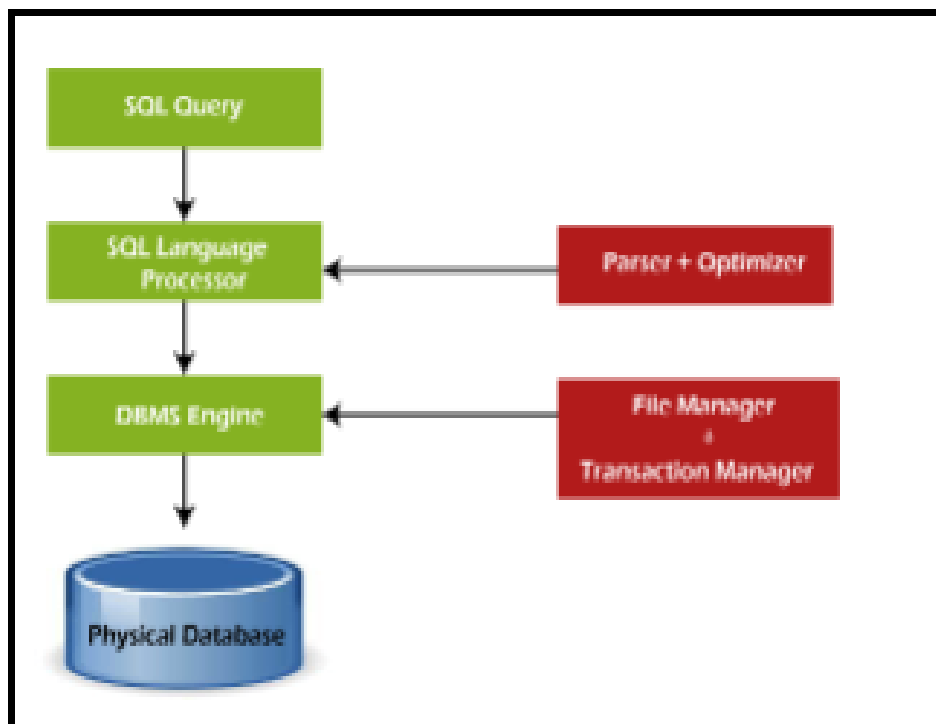 SQL Query
SQL Language
Processor
Parser + Optimizer
DBMS Engine
File Manager
Transaction Manager
Physical Database